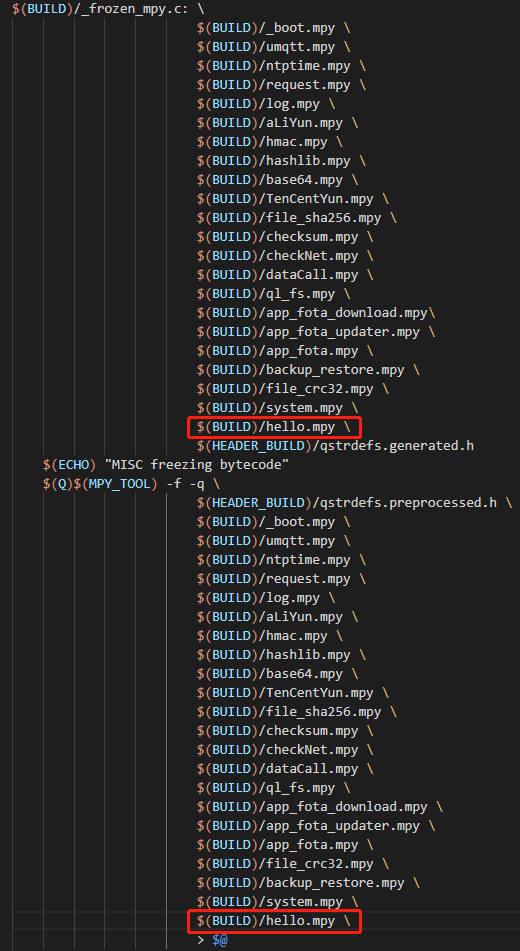 $(BUILD)/_frozen_mpy.c: \
$(BUILD)/_boot.mpy \
$(BUILD)/umqtt.mpy \
$(BUILD)/ntptime.mpy \
$(BUILD)/request.mpy \
$(BUILD)/log.mpy \
$(BUILD)/aLiYun.mpy \
$(BUILD)/hmac.mpy \
$(BUILD)/hashlib.mpy \
$(BUILD)/base64.mpy \
$(BUILD)/TenCentYun.mpy \
$(BUILD)/file_sha256.mpy \
$(BUILD)/checksum.mpy \
$(BUILD)/checkNet.mpy \
$(BUILD)/dataCall.mpy \
$(BUILD)/ql_fs.mpy \
$(BUILD)/app_fota_download.mpy\
$(BUILD)/app_fota_updater.mpy \
$(BUILD)/app_fota.mpy \
$(BUILD)/backup_restore.mpy \
$(BUILD)/file_crc32.mpy \
$(BUILD)/system.mpy \
$(BUILD)/hello.mpy \
$(HEADER_BUILD)/qstrdefs.generated.h
$(ECHO) "MISC freezing bytecode"
$(Q)$(MPY_TOOL) -f -q \
$(HEADER_BUILD)/qstrdefs.preprocessed.h \
$(BUILD)/_boot.mpy \
$(BUILD)/umqtt.mpy \
$(BUILD)/ntptime.mpy \
$(BUILD)/request.mpy \
$(BUILD)/log.mpy \
$(BUILD)/aLiYun.mpy \
$(BUILD)/hmac.mpy \
$(BUILD)/hashlib.mpy \
$(BUILD)/base64.mpy \
$(BUILD)/TenCentYun.mpy \
$(BUILD)/file_sha256.mpy \
$(BUILD)/checksum.mpy \
$(BUILD)/checkNet.mpy \
$(BUILD)/dataCall.mpy \
$(BUILD)/ql_fs.mpy \
$(BUILD)/app_fota_download.mpy \
$(BUILD)/app_fota_updater.mpy \
$(BUILD)/app_fota.mpy \
$(BUILD)/file_crc32.mpy \
$(BUILD)/backup_restore.mpy \
$(BUILD)/system.mpy \
$(BUILD)/hello.mpy \
> $@